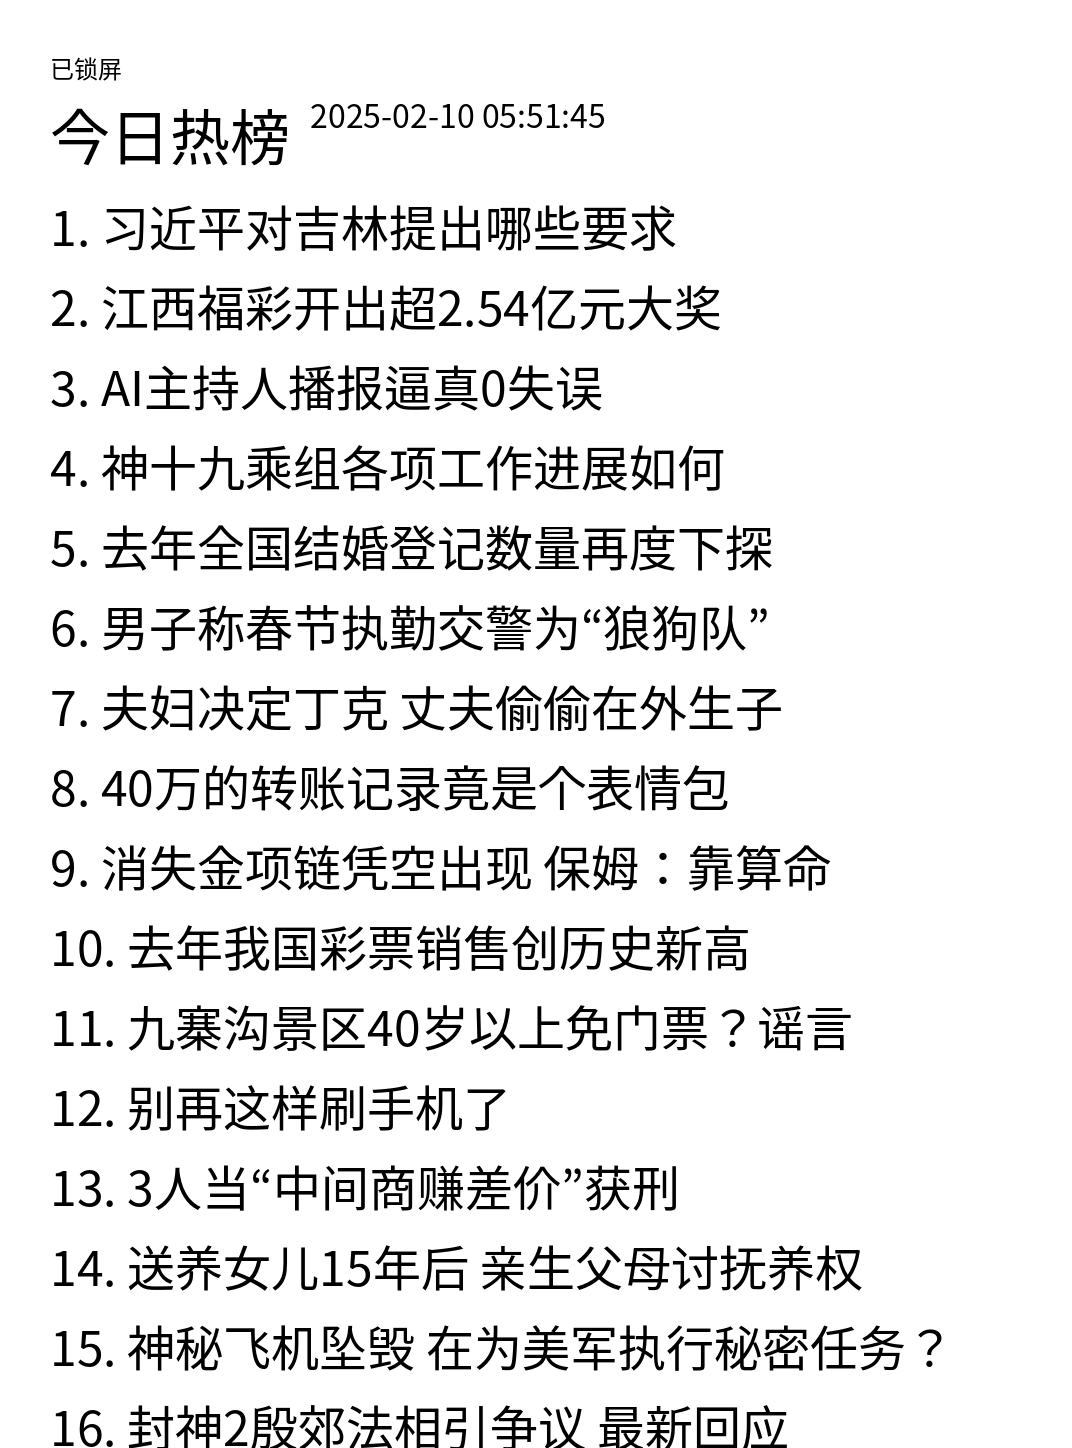 已锁屏
今日热榜 2025-02-10 05:51:45
1. 习近平对吉林提出哪些要求
2. 江西福彩开出超2.54亿元大奖
3. AI主持人播报逼真0失误
4. 神十九乘组各项工作进展如何
5. 去年全国结婚登记数量再度下探
6. 男子称春节执勤交警为“狼狗队”
7. 夫妇决定丁克 丈夫偷偷在外生子
8. 40万的转账记录竟是个表情包
9. 消失金项链凭空出现 保姆：靠算命
10. 去年我国彩票销售创历史新高
11. 九寨沟景区40岁以上免门票？谣言
12. 别再这样刷手机了
13. 3人当“中间商赚差价”获刑
14. 送养女儿15年后 亲生父母讨抚养权
15. 神秘飞机坠毁 在为美军执行秘密任务？
16. 封神2殷郊法相引争议 最新回应